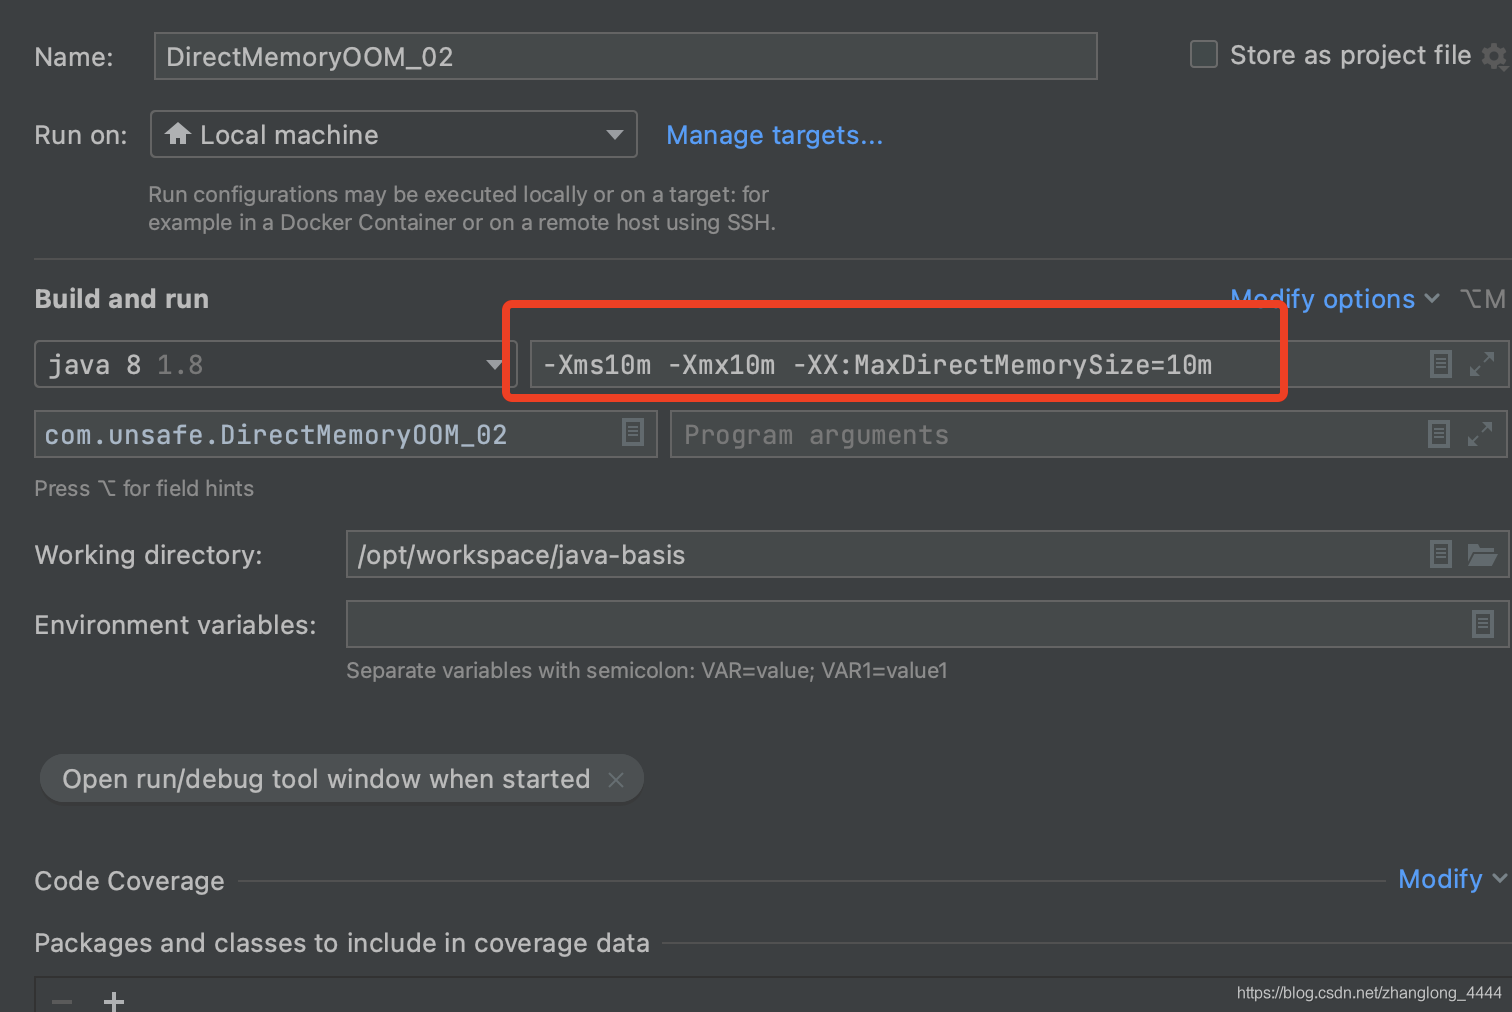 Name: DirectMemoryOOM_02 Store as project file
Run on: Local machine Manage targets...
Run configurations may be executed locally or on a target: for
example in a Docker Container or on a remote host using SSH.
Build and run Modify options ⌥M
java 8 1.8 -Xms10m -Xmx10m -XX:MaxDirectMemorySize=10m
com.unsafe.DirectMemoryOOM_02 Program arguments
Press ⌥ for field hints
Working directory: /opt/workspace/java-basis
Environment variables:
Separate variables with semicolon: VAR=value; VAR1=value1
Open run/debug tool window when started ×
Code Coverage Modify
Packages and classes to include in coverage data
− +
https://blog.csdn.net/zhanglong_4444